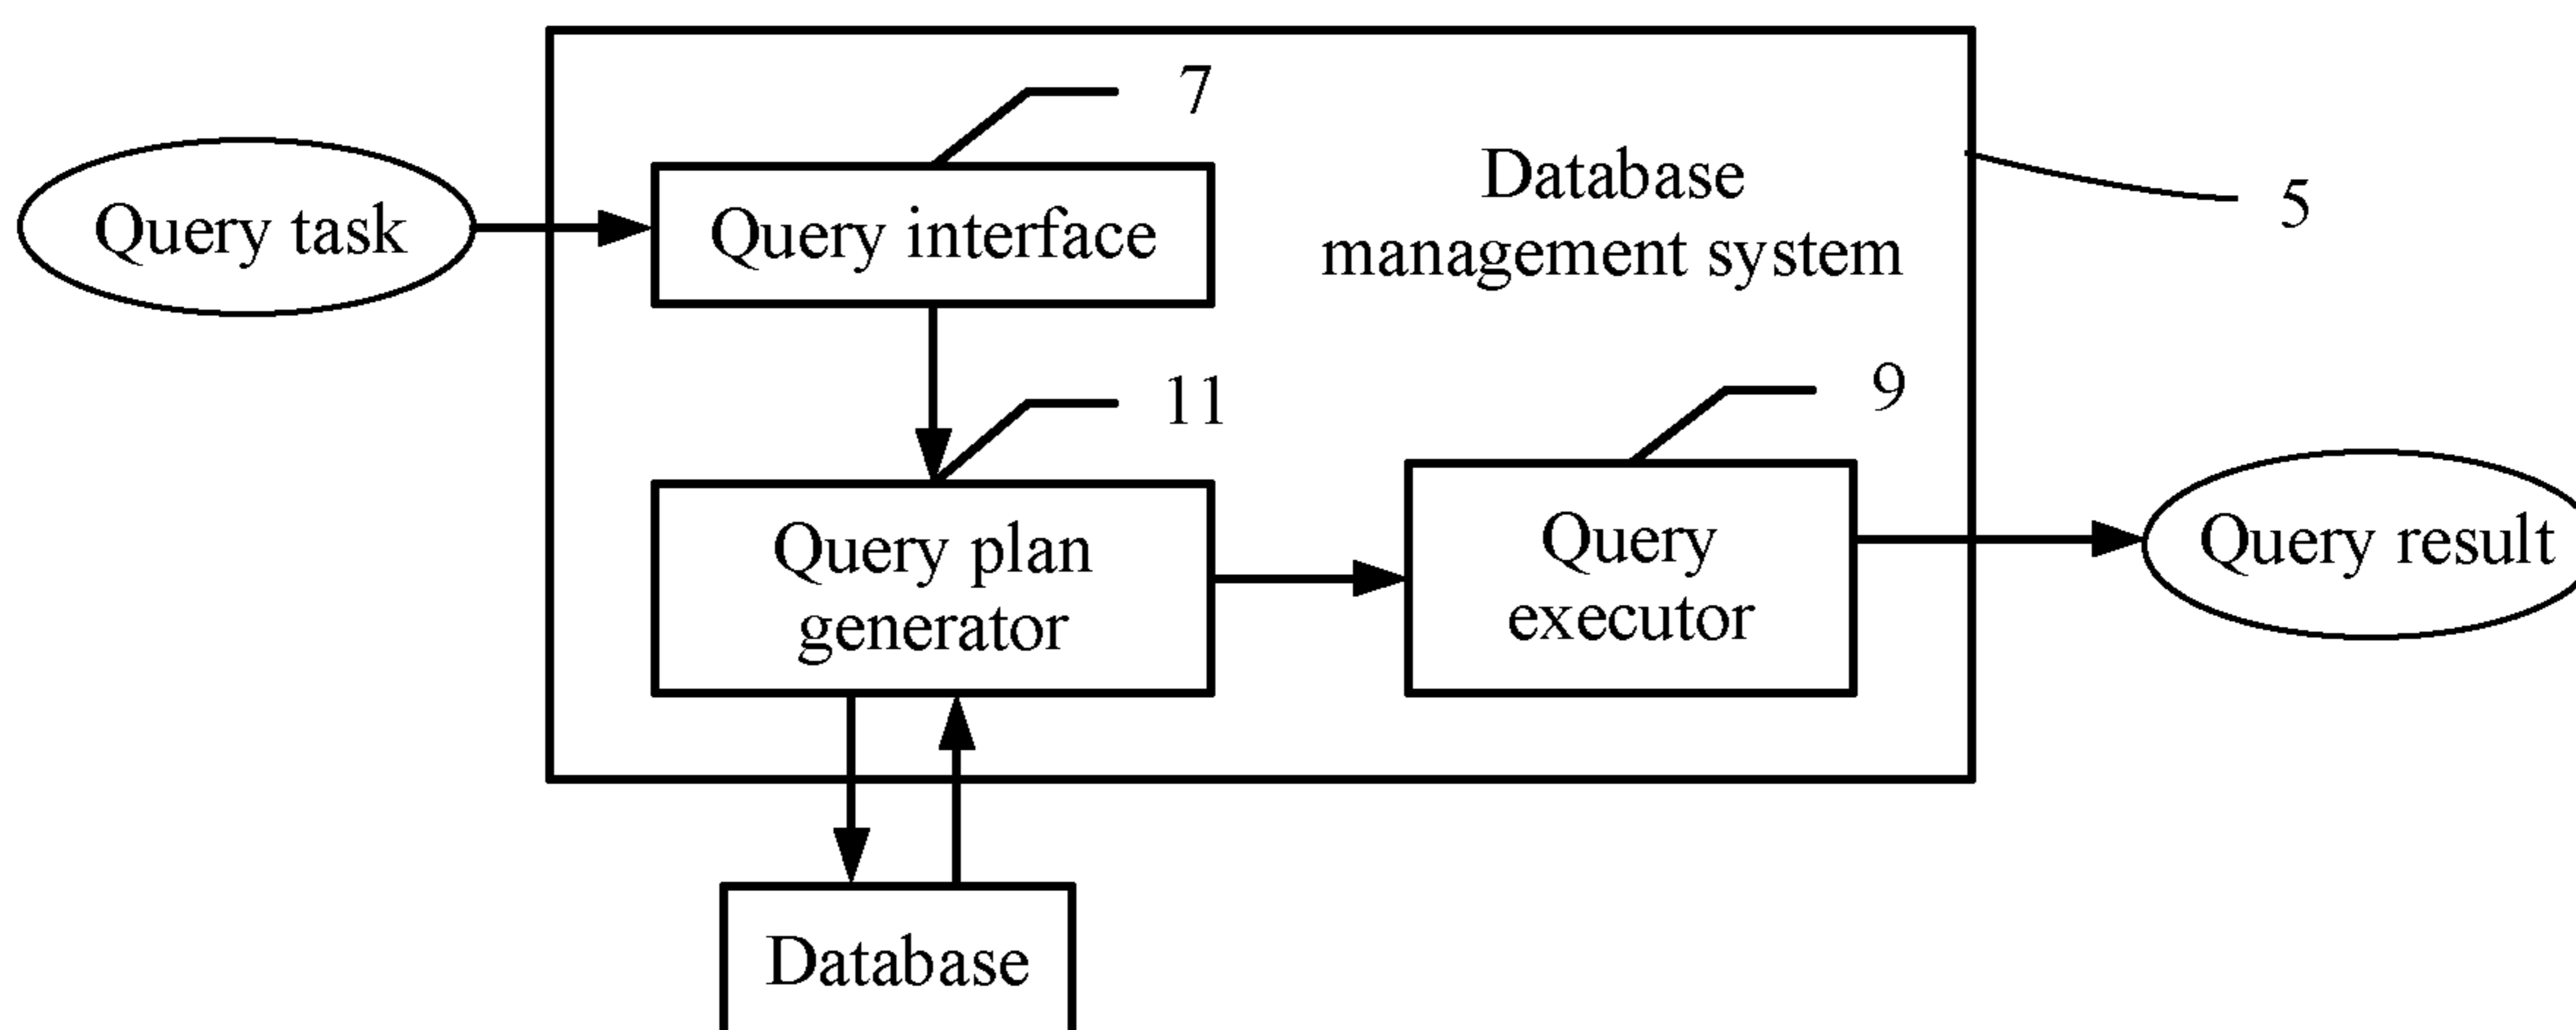 7
Database
management system
5
Query task
Query interface
11
9
Query plan
generator
Query
executor
Query result
Database